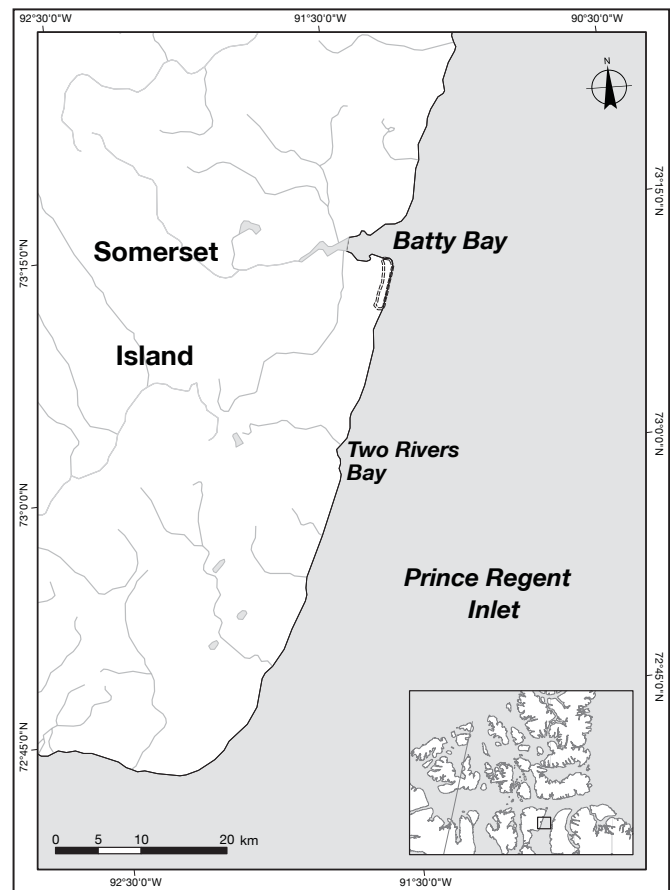 92°30'0"W
91°30'0"W
90°30'0"W
N
73°15'0"N
Batty Bay
Somerset
73°15'0"N
Island
Two Rivers
Bay
73°0'0"N
73°0'0"N
Prince Regent
Inlet
72°45'0"N
72°45'0"N
0 5 10 20 km
92°30'0"W
91°30'0"W